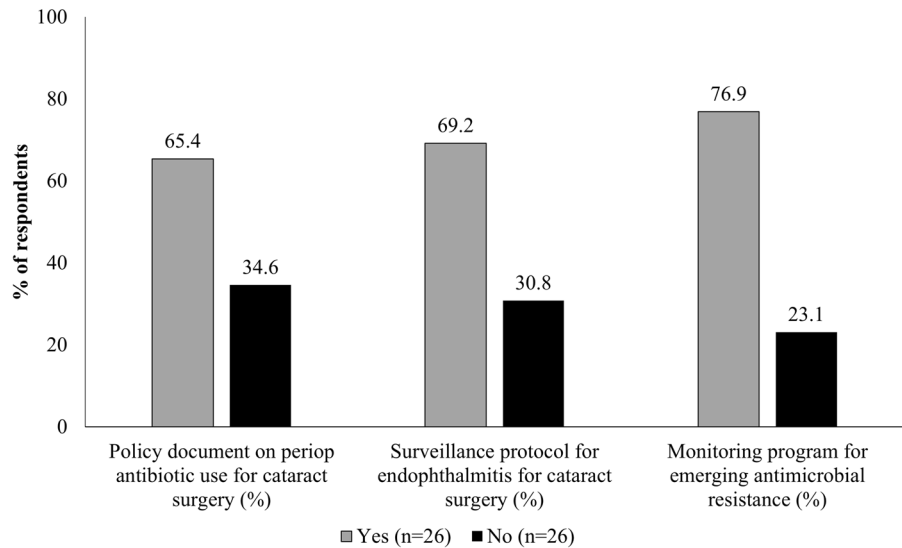 % of respondents
100
80
60
40
20
0
65.4
34.6
69.2
30.8
76.9
23.1
Policy document on periop
antibiotic use for cataract
surgery (%)
Surveillance protocol for
endophthalmitis for cataract
surgery (%)
Monitoring program for
emerging antimicrobial
resistance (%)
Yes (n=26) No (n=26)